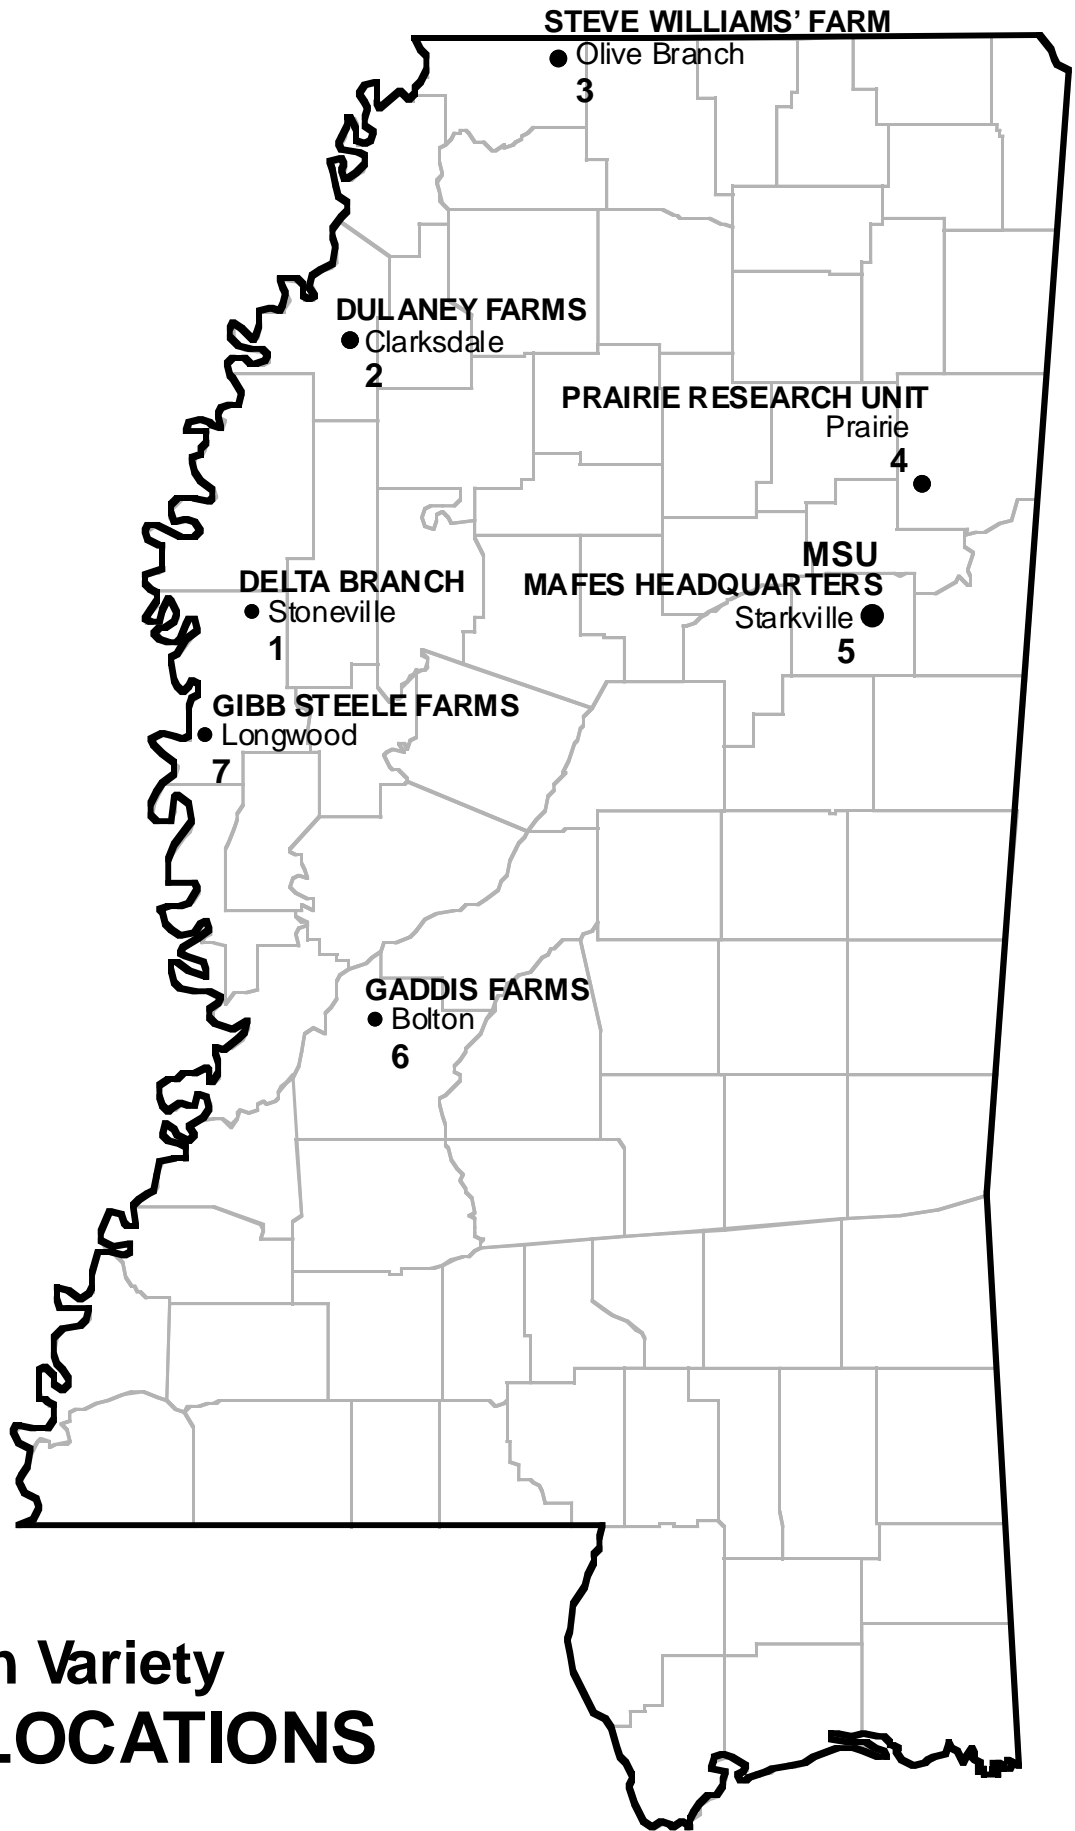 STEVE WILLIAMS’ FARM
Olive Branch
3
DULANEY FARMS
Clarksdale
2
PRAIRIE RESEARCH UNIT
Prairie
4
MSU
MAFES HEADQUARTERS
Starkville
5
DELTA BRANCH
Stoneville
1
GIBB STEELE FARMS
Longwood
7
GADDIS FARMS
Bolton
6
Variety
LOCATIONS